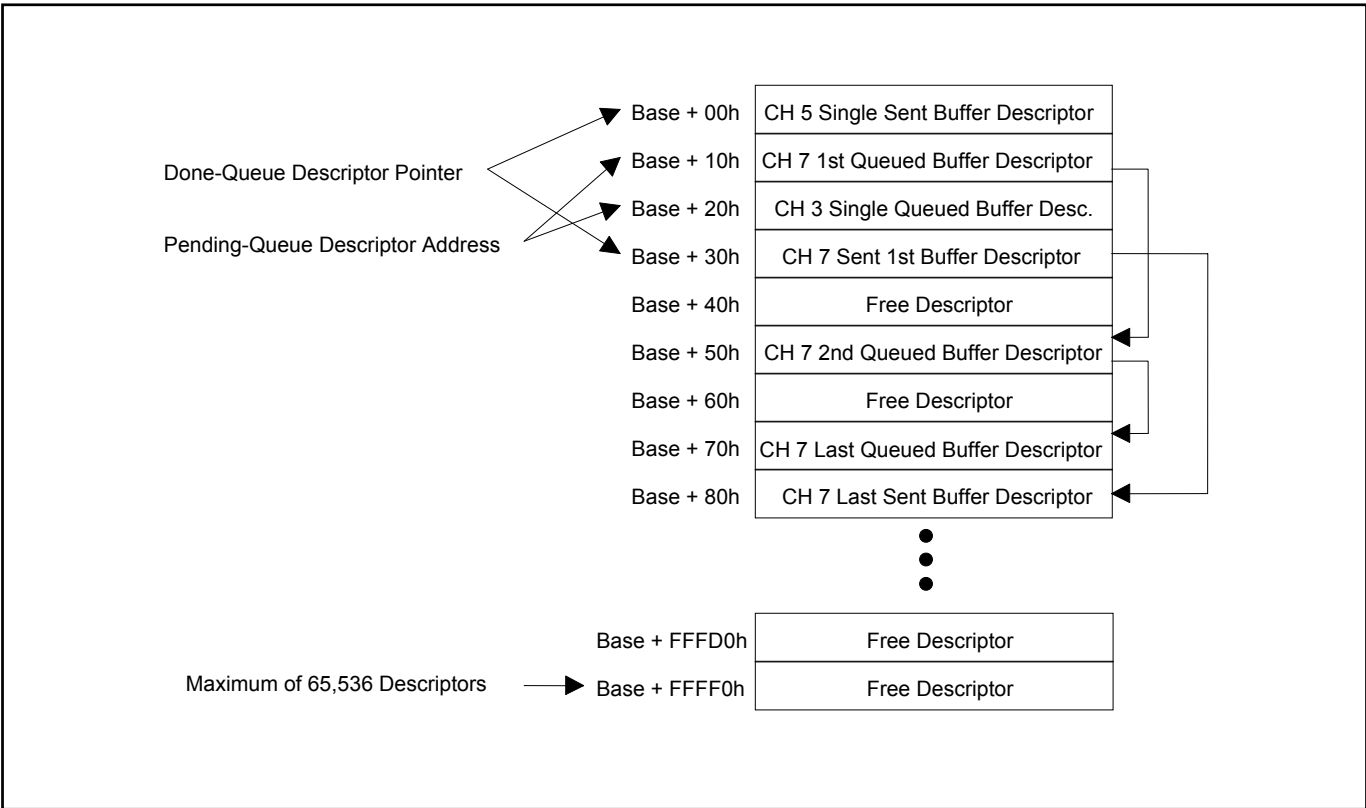 Base + 00h CH 5 Single Sent Buffer Descriptor
Base + 10h CH 7 1st Queued Buffer Descriptor
Done-Queue Descriptor Pointer
Base + 20h CH 3 Single Queued Buffer Desc.
Pending-Queue Descriptor Address
Base + 30h CH 7 Sent 1st Buffer Descriptor
Base + 40h Free Descriptor
Base + 50h CH 7 2nd Queued Buffer Descriptor
Base + 60h Free Descriptor
Base + 70h CH 7 Last Queued Buffer Descriptor
Base + 80h CH 7 Last Sent Buffer Descriptor
Base + FFFD0h Free Descriptor
Maximum of 65,536 Descriptors Base + FFFF0h Free Descriptor